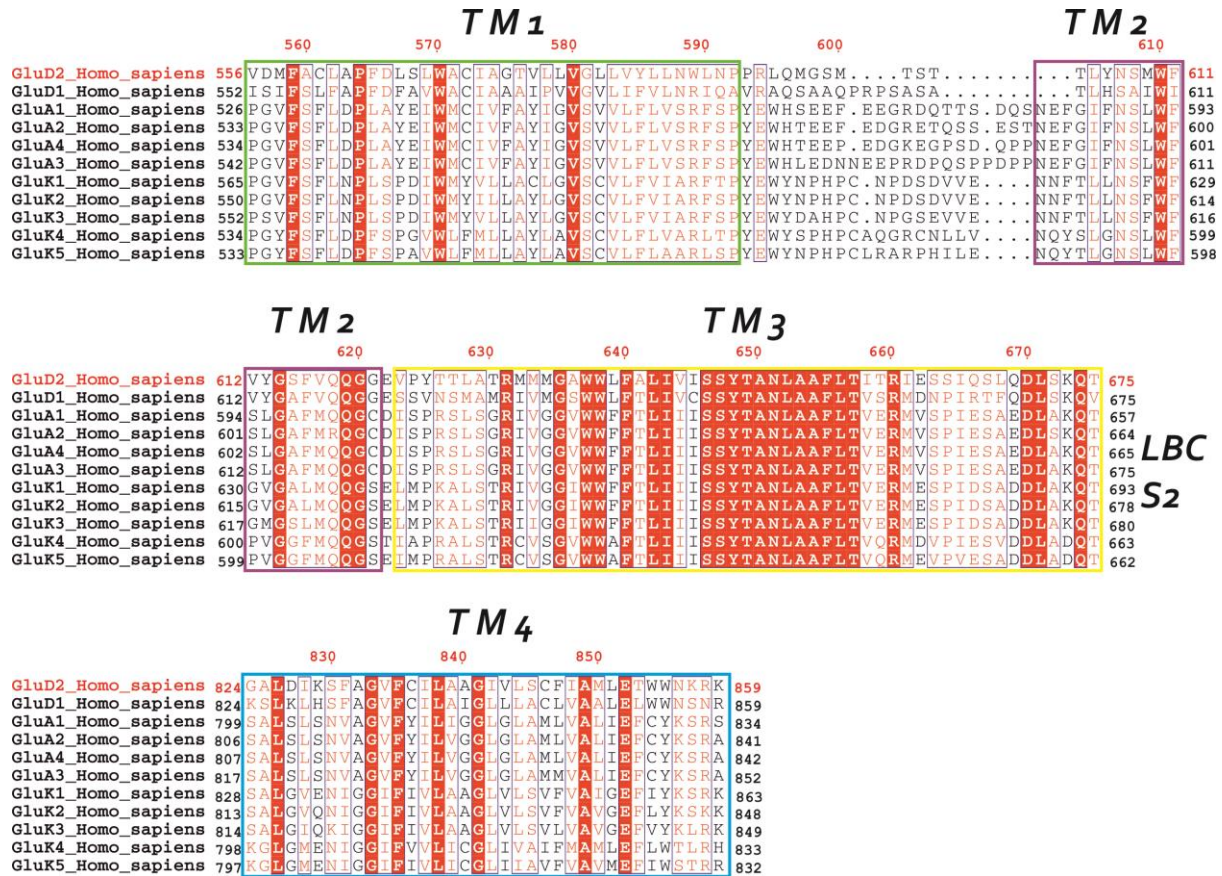 TM1 TM2
560 570 580 590 600 610
GluD2_Homo_sapiens 556 VDMFACLAPFDLSLWACIAGTVLLVGLLVYLLNWLNPPRLQMGSM....TST.........TLYNSMWF 611
GluD1_Homo_sapiens 552 ISIFSLFAPFDFAVWACIAAAIPVVGVLIFVLNRIQAVRAQSAAQPRPSASA.........TLHSAIWF 611
GluA1_Homo_sapiens 526 PGVFSFLDPLAYEIWMCIVFAYIGVSVVLFLVSRFSPYEWHSEEF.EEGRDQTTS.DQSNEFGIFNSLWF 593
GluA2_Homo_sapiens 533 PGVFSFLDPLAYEIWMCIVFAYIGVSVVLFLVSRFSPYEWHTEEF.EDGRETQSS.ESTNEFGIFNSLWF 600
GluA4_Homo_sapiens 534 PGVFSFLDPLAYEIWMCIVFAYIGVSVVLFLVSRFSPYEWHTEEP.EDGKEGPSD.QPPNEFGIFNSLWF 601
GluA3_Homo_sapiens 542 PGVFSFLDPLAYEIWMCIVFAYIGVSVVLFLVSRFSPYEWHLEDNNEEPRDPQSPPDPPNEFGIFNSLWF 611
GluK1_Homo_sapiens 565 PGVFSFLNPLSPDIWMYVLLACLGVSCVLFVIARFTPYEWYNPHPC.NPDSDVVE....NNFTLLNSFWF 629
GluK2_Homo_sapiens 550 PGVFSFLNPLSPDIWMYILLAYLGVSCVLFVIARFSPYEWYNPHPC.NPDSDVVE....NNFTLLNSFWF 614
GluK3_Homo_sapiens 552 PSVFSFLNPLSPDIWMYVLLAYLGVSCVLFVIARFSPYEWYDAHPC.NPGSEVVE....NNFTLLNSFWF 616
GluK4_Homo_sapiens 534 PGYFSFLDPFSPGVWLFMLLAYLAVSCVLFLVARLTPYEWYSPHPCAQGRCNLLV....NQYSLGNSLWF 599
GluK5_Homo_sapiens 533 PGYFSFLDPFSPAVWLFMLLAYLAVSCVLFLAARLSPYEWYNPHPCLRARPHILE....NQYTLGNSLWF 598
TM2 TM3
620 630 640 650 660 670
GluD2_Homo_sapiens 612 VYGSFVQQGGEVPYTTLATRMMMGAWWLFALIVISSYTANLAAFLTITRIESSIQSLQDLSKQT 675
GluD1_Homo_sapiens 612 VYGAFVQQGGESSVNSMAMRIVMGSWWLFTLIVCSSYTANLAAFLTVSRMDNPIRTFQDLSKQV 675
GluA1_Homo_sapiens 594 SLGAFMQQGCDISPRSLSGRIVGGVWWFFTLIIISSYTANLAAFLTVERMVSPIESAEDLAKQT 657
GluA2_Homo_sapiens 601 SLGAFMRQGCDISPRSLSGRIVGGVWWFFTLIIISSYTANLAAFLTVERMVSPIESAEDLSKQT 664
GluA4_Homo_sapiens 602 SLGAFMQQGCDISPRSLSGRIVGGVWWFFTLIIISSYTANLAAFLTVERMVSPIESAEDLAKQT 665
GluA3_Homo_sapiens 612 SLGAFMQQGCDISPRSLSGRIVGGVWWFFTLIIISSYTANLAAFLTVERMVSPIESAEDLAKQT 675
GluK1_Homo_sapiens 630 GVGALMQQGSELMPKALSTRIVGGIWWFFTLIIISSYTANLAAFLTVERMESPIDSADDLAKQT 693
GluK2_Homo_sapiens 615 GVGALMQQGSELMPKALSTRIVGGIWWFFTLIIISSYTANLAAFLTVERMESPIDSADDLAKQT 678
GluK3_Homo_sapiens 617 GMGSLMQQGSELMPKALSTRIIGGIWWFFTLIIISSYTANLAAFLTVERMESPIDSADDLAKQT 680
GluK4_Homo_sapiens 600 PVGGFMQQGSTIAPRALSTRCVSGVWWAFTLIIISSYTANLAAFLTVQRMDVPIESVDDLADQT 663
GluK5_Homo_sapiens 599 PVGGFMQQGSEIMPRALSTRCVSGVWWAFTLIIISSYTANLAAFLTVQRMEVPVESADDLADQT 662
LBC
S2
TM4
830 840 850
GluD2_Homo_sapiens 824 GALDIKSFAGVFCILAAGIVLSCFIAMLETWWNKRK 859
GluD1_Homo_sapiens 824 KSLKLHSFAGVFCILAIGLLLACLVAALELWWNSNR 859
GluA1_Homo_sapiens 799 SALSLSNVAGVFYILIGGLGLAMLVALIEFCYKSRS 834
GluA2_Homo_sapiens 806 SALSLSNVAGVFYILVGGLGLAMLVALIEFCYKSRA 841
GluA4_Homo_sapiens 807 SALSLSNVAGVFYILVGGLGLAMLVALIEFCYKSRA 842
GluA3_Homo_sapiens 817 SALSLSNVAGVFYILVGGLGLAMMVALIEFCYKSRA 852
GluK1_Homo_sapiens 828 SALGVENIGGIFIVLAAGLVLSVFVAIGEFIYKSRK 863
GluK2_Homo_sapiens 813 SALGVQNIGGIFIVLAAGLVLSVFVAVGEFLYKSKK 848
GluK3_Homo_sapiens 814 SALGIQKIGGIFIVLAAGLVLSVLVAVGEFVYKLRK 849
GluK4_Homo_sapiens 798 KGLGMENIGGIFVVLICGLIVAIFMAMLEFLWTLRH 833
GluK5_Homo_sapiens 797 KGLGMENIGGIFIVLICGLIIAVFVAVMEFIWSTRR 832